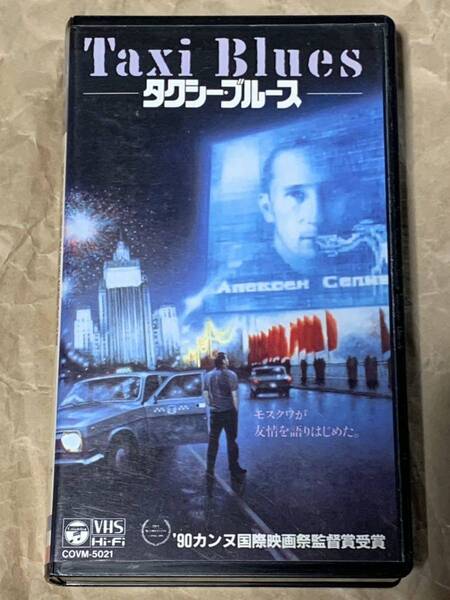 Taxi Blues
タクシー・ブルース
Алексей Селив
モスクワが
友情を語りはじめた。
Columbia
VHS
Hi-Fi
COVM-5021
'90カンヌ国際映画祭監督賞受賞